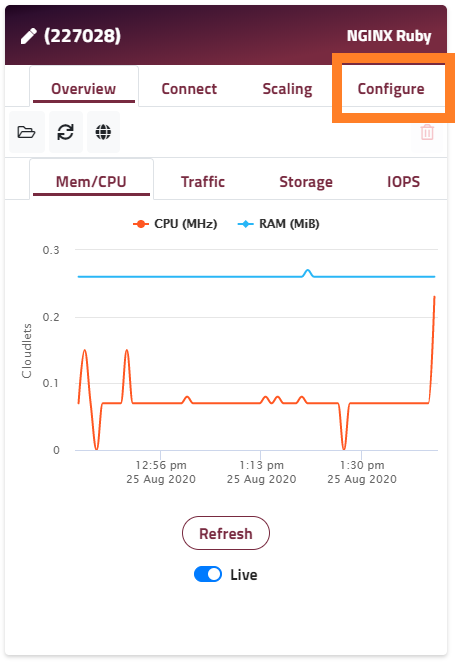 (227028) NGINX Ruby
Overview Connect Scaling Configure
Mem/CPU Traffic Storage IOPS
CPU (MHz) RAM (MiB)
0.3
0.2
0.1
0
Cloudlets
12:56 pm 1:13 pm 1:30 pm
25 Aug 2020 25 Aug 2020 25 Aug 2020
Refresh
Live